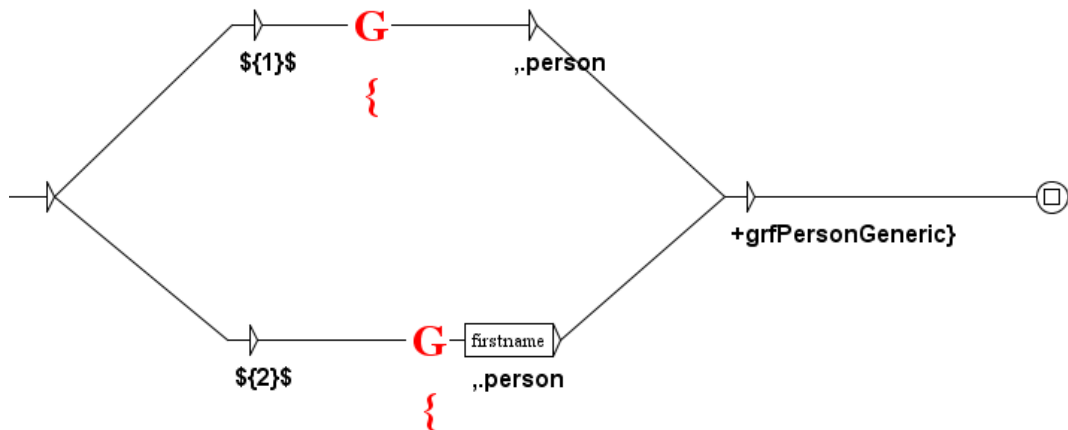 G
${1}$
,.person
{
+grfPersonGeneric}
G
firstname
${2}$
,.person
{